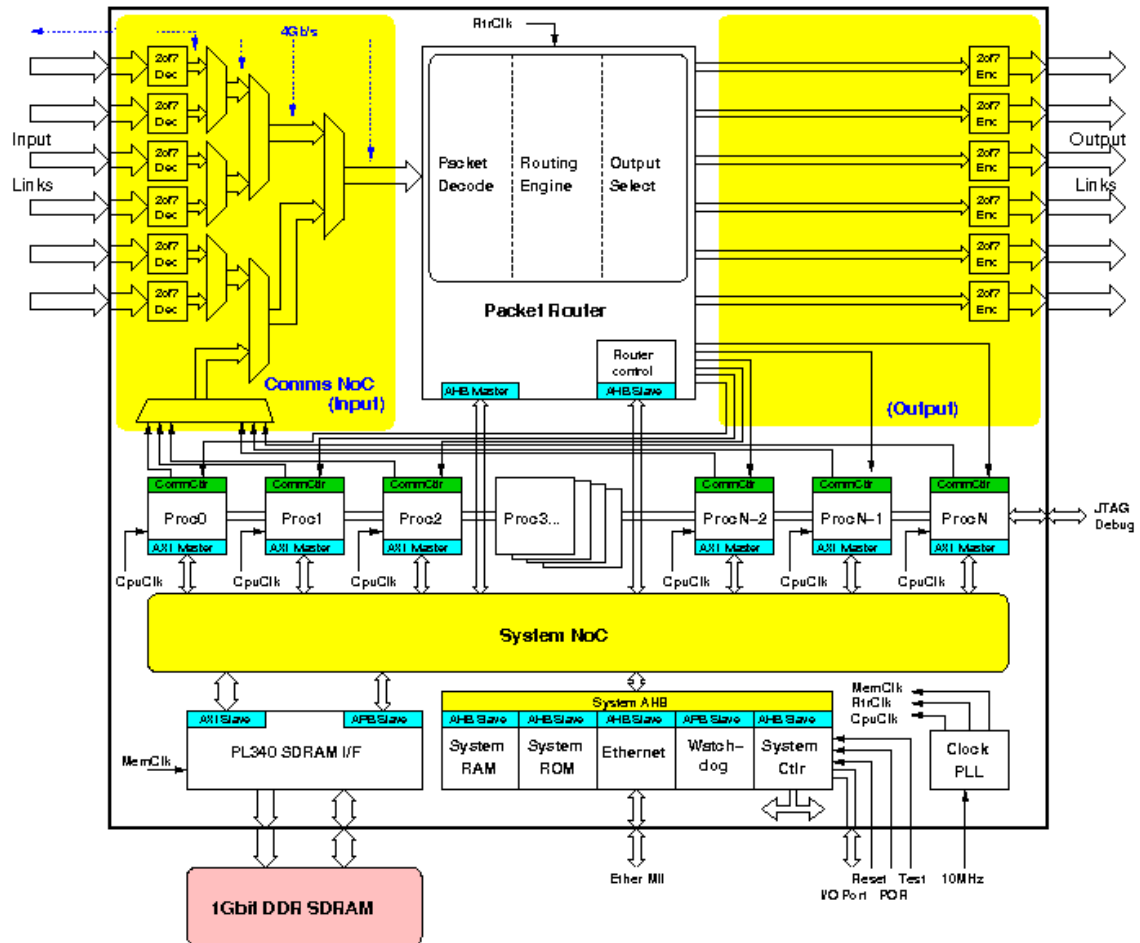 RtrClk
4Gb/s
2of7
Dec
2of7
Enc
2of7
Dec
2of7
Enc
Input
Output
2of7
Dec
Packet
Decode
Routing
Engine
Output
Select
2of7
Enc
Links
Links
2of7
Dec
2of7
Enc
2of7
Dec
2of7
Enc
2of7
Dec
2of7
Enc
Packet Router
Router
control
Comms NoC
(Input)
AHB Master
AHB Slave
(Output)
CommCtlr
CommCtlr
CommCtlr
CommCtlr
CommCtlr
CommCtlr
Proc0
Proc1
Proc2
Proc3...
ProcN-2
ProcN-1
ProcN
JTAG
Debug
AXI Master
AXI Master
AXI Master
AXI Master
AXI Master
AXI Master
CpuClk
CpuClk
CpuClk
CpuClk
CpuClk
CpuClk
System NoC
System AHB
MemClk
RtrClk
CpuClk
AXI Slave
APB Slave
AHB Slave
AHB Slave
AHB Slave
APB Slave
AHB Slave
PL340 SDRAM I/F
System
RAM
System
ROM
Ethernet
Watch-
dog
System
Ctlr
Clock
PLL
MemClk
Ether MII
Reset
Test
10MHz
I/O Port
POR
1Gbit DDR SDRAM